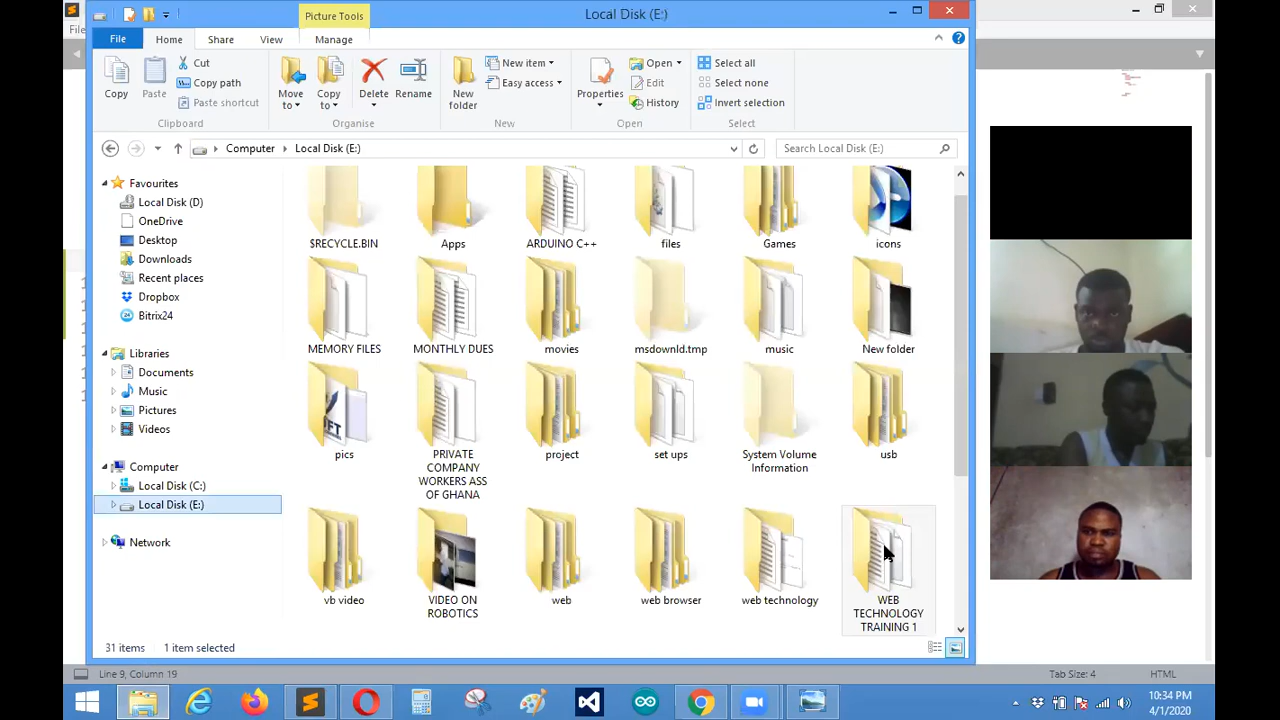 Picture Tools
Local Disk (E:)
File
File
Home
Share
View
Manage
Copy
Paste
Cut
Copy path
Paste shortcut
Clipboard
Move to
Copy to
Delete
Rename
Organise
New folder
New item
Easy access
New
Properties
Open
Edit
History
Open
Select all
Select none
Invert selection
Select
Computer
Local Disk (E:)
Search Local Disk (E:)
Favourites
Local Disk (D)
OneDrive
Desktop
Downloads
Recent places
Dropbox
Bitrix24
Libraries
Documents
Music
Pictures
Videos
Computer
Local Disk (C:)
Local Disk (E:)
Network
$RECYCLE.BIN
Apps
ARDUINO C++
files
Games
icons
MEMORY FILES
MONTHLY DUES
movies
msdownld.tmp
music
New folder
pics
PRIVATE
COMPANY
WORKERS ASS
OF GHANA
project
set ups
System Volume
Information
usb
vb video
VIDEO ON
ROBOTICS
web
web browser
web technology
WEB
TECHNOLOGY
TRAINING 1
31 items
1 item selected
Line 9, Column 19
Tab Size: 4
HTML
10:34 PM
4/1/2020